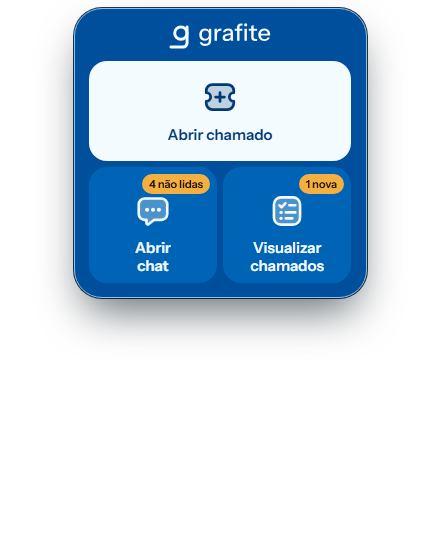 grafite
Abrir chamado
4 não lidas
Abrir
chat
1 nova
Visualizar
chamados